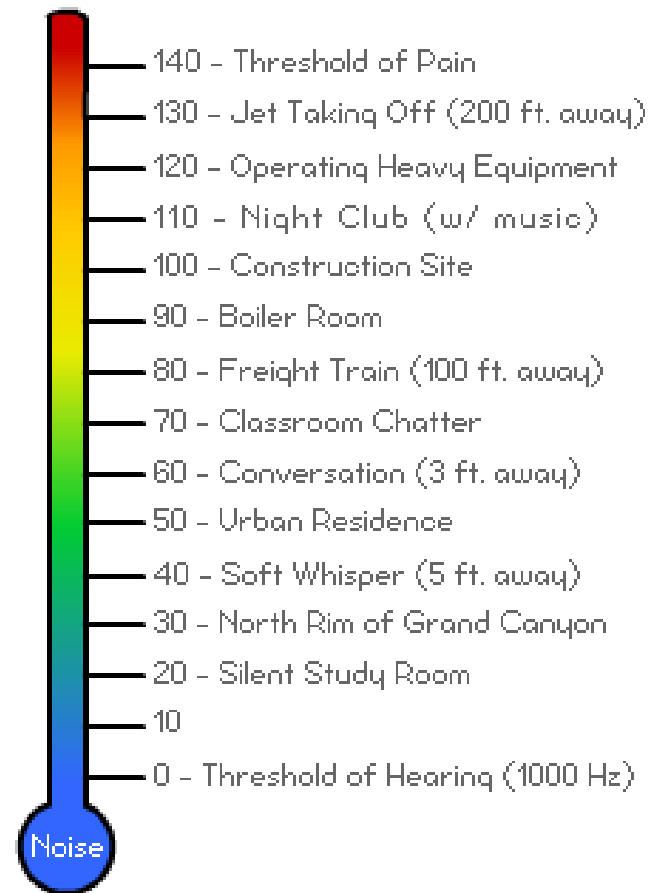 140 - Threshold of Pain
130 - Jet Taking Off (200 ft. away)
120 - Operating Heavy Equipment
110 - Night Club (w/ music)
100 - Construction Site
90 - Boiler Room
80 - Freight Train (100 ft. away)
70 - Classroom Chatter
60 - Conversation (3 ft. away)
50 - Urban Residence
40 - Soft Whisper (5 ft. away)
30 - North Rim of Grand Canyon
20 - Silent Study Room
10
0 - Threshold of Hearing (1000 Hz)
Noise